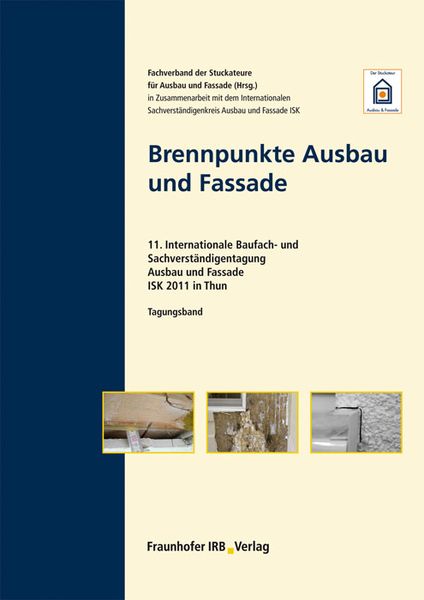 Fachverband der Stuckateure
für Ausbau und Fassade (Hrsg.)
in Zusammenarbeit mit dem Internationalen
Sachverständigenkreis Ausbau und Fassade ISK
Der Stuckateur
Ausbau & Fassade
Brennpunkte Ausbau
und Fassade
11. Internationale Baufach- und
Sachverständigentagung
Ausbau und Fassade
ISK 2011 in Thun
Tagungsband
Fraunhofer IRB Verlag